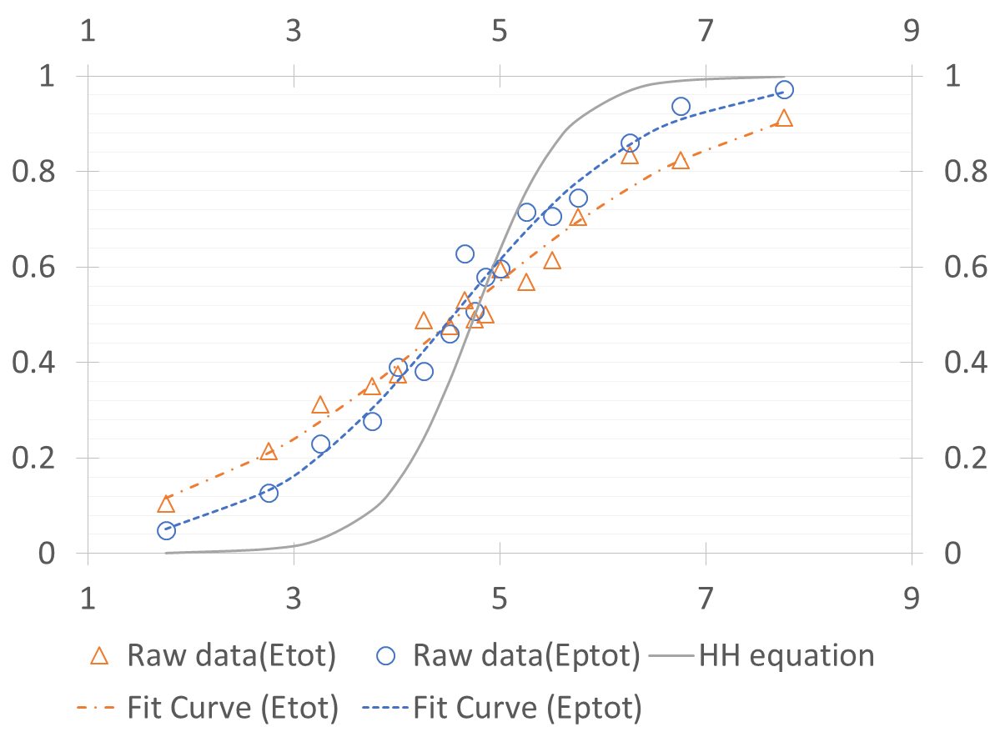 1 3 5 7 9
1 1
0.8 0.8
0.6 0.6
0.4 0.4
0.2 0.2
0 0
1 3 5 7 9
Raw data(Etot) Raw data(Eptot) HH equation
Fit Curve (Etot) Fit Curve (Eptot)